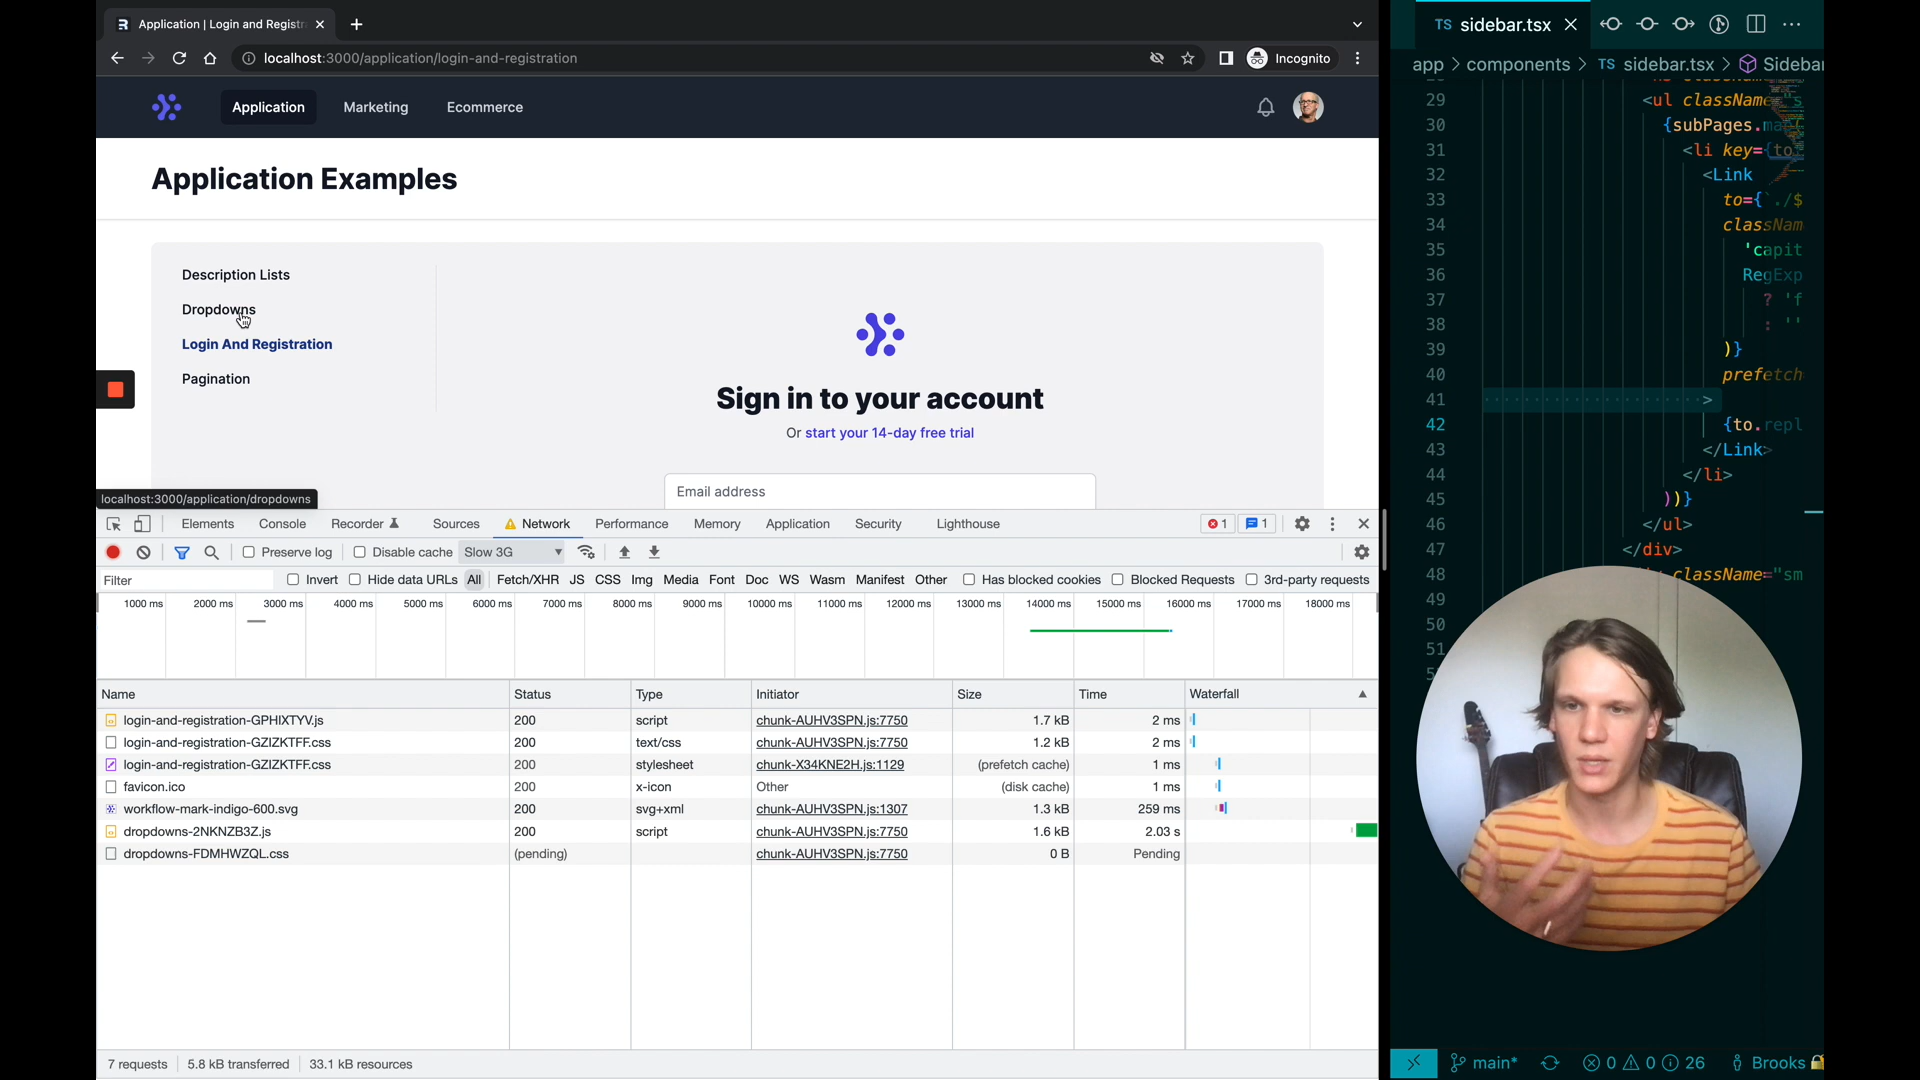 Application | Login and Registr
localhost:3000/application/login-and-registration
Incognito
Application
Marketing
Ecommerce
Application Examples
Description Lists
Dropdowns
Login And Registration
Pagination
Sign in to your account
Or start your 14-day free trial
Email address
localhost:3000/application/dropdowns
Elements
Console
Recorder
Sources
Network
Performance
Memory
Application
Security
Lighthouse
1
1
Preserve log
Disable cache
Slow 3G
Filter
Invert
Hide data URLs
All
Fetch/XHR
JS
CSS
Img
Media
Font
Doc
WS
Wasm
Manifest
Other
Has blocked cookies
Blocked Requests
3rd-party requests
1000 ms
2000 ms
3000 ms
4000 ms
5000 ms
6000 ms
7000 ms
8000 ms
9000 ms
10000 ms
11000 ms
12000 ms
13000 ms
14000 ms
15000 ms
16000 ms
17000 ms
18000 ms
Name Status Type Initiator Size Time Waterfall
login-and-registration-GPHIXTYV.js 200 script chunk-AUHV3SPN.js:7750 1.7 kB 2 ms
login-and-registration-GZIZKTFF.css 200 text/css chunk-AUHV3SPN.js:7750 1.2 kB 2 ms
login-and-registration-GZIZKTFF.css 200 stylesheet chunk-X34KNE2H.js:1129 (prefetch cache) 1 ms
favicon.ico 200 x-icon Other (disk cache) 1 ms
workflow-mark-indigo-600.svg 200 svg+xml chunk-AUHV3SPN.js:1307 1.3 kB 259 ms
dropdowns-2NKNZB3Z.js 200 script chunk-AUHV3SPN.js:7750 1.6 kB 2.03 s
dropdowns-FDMHWZQL.css (pending) chunk-AUHV3SPN.js:7750 0 B Pending
7 requests 5.8 kB transferred 33.1 kB resources
TS sidebar.tsx
app > components > TS sidebar.tsx > Sidebar
29 <ul className="s
30 {subPages.map(
31 <li key={to
32 <Link
33 to={`./$
34 classNam
35 'capit
36 RegExp
37 ? 'f
38 : ''
39 )}
40 prefetch
41 >
42 {to.repl
43 </Link>
44 </li>
45 ))}
46 </ul>
47 </div>
48 className="sm
49
50
51
main* 0 0 26 Brooks